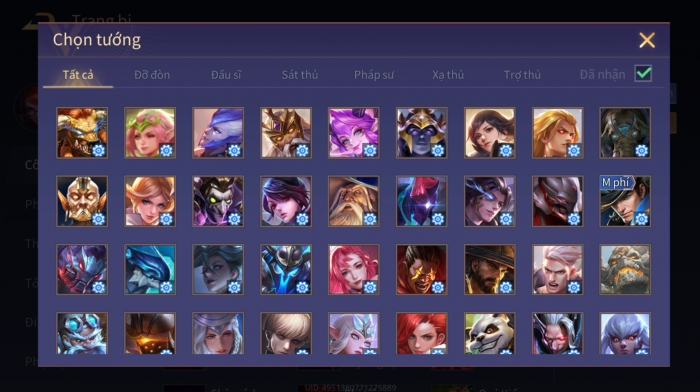 Trang bị
Chọn tướng
Tất cả
Đỡ đòn
Đấu sĩ
Sát thủ
Pháp sư
Xạ thủ
Trợ thủ
Đã nhận
M phí